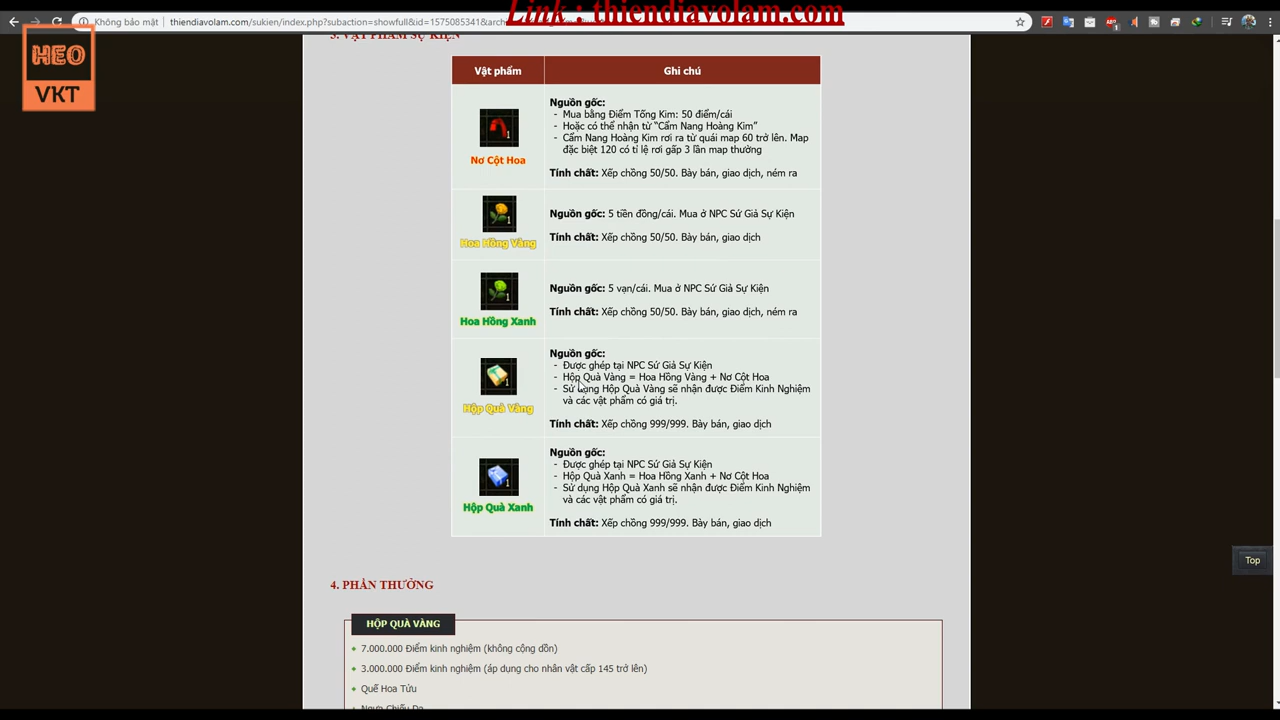 Link : thiendiavolam.com
Không bảo mật
thiendiavolam.com/sukien/index.php?subaction=showfull&id=1575085341&arch
HEO
VKT
3. VẬT PHẨM SỰ KIỆN
Vật phẩm
Ghi chú
1
Nơ Cột Hoa
Nguồn gốc:
- Mua bằng Điểm Tống Kim: 50 điểm/cái
- Hoặc có thể nhận từ “Cẩm Nang Hoàng Kim”
- Cẩm Nang Hoàng Kim rơi ra từ quái map 60 trở lên. Map
đặc biệt 120 có tỉ lệ rơi gấp 3 lần map thường
Tính chất: Xếp chồng 50/50. Bày bán, giao dịch, ném ra
1
Hoa Hồng Vàng
Nguồn gốc: 5 tiền đồng/cái. Mua ở NPC Sứ Giả Sự Kiện
Tính chất: Xếp chồng 50/50. Bày bán, giao dịch
1
Hoa Hồng Xanh
Nguồn gốc: 5 vạn/cái. Mua ở NPC Sứ Giả Sự Kiện
Tính chất: Xếp chồng 50/50. Bày bán, giao dịch, ném ra
1
Hộp Quà Vàng
Nguồn gốc:
- Được ghép tại NPC Sứ Giả Sự Kiện
- Hộp Quà Vàng = Hoa Hồng Vàng + Nơ Cột Hoa
- Sử dụng Hộp Quà Vàng sẽ nhận được Điểm Kinh Nghiệm
và các vật phẩm có giá trị.
Tính chất: Xếp chồng 999/999. Bày bán, giao dịch
1
Hộp Quà Xanh
Nguồn gốc:
- Được ghép tại NPC Sứ Giả Sự Kiện
- Hộp Quà Xanh = Hoa Hồng Xanh + Nơ Cột Hoa
- Sử dụng Hộp Quà Xanh sẽ nhận được Điểm Kinh Nghiệm
và các vật phẩm có giá trị.
Tính chất: Xếp chồng 999/999. Bày bán, giao dịch
Top
4. PHẦN THƯỞNG
HỘP QUÀ VÀNG
7.000.000 Điểm kinh nghiệm (không cộng dồn)
3.000.000 Điểm kinh nghiệm (áp dụng cho nhân vật cấp 145 trở lên)
Quế Hoa Tửu
Ngựa Chiếu Dạ